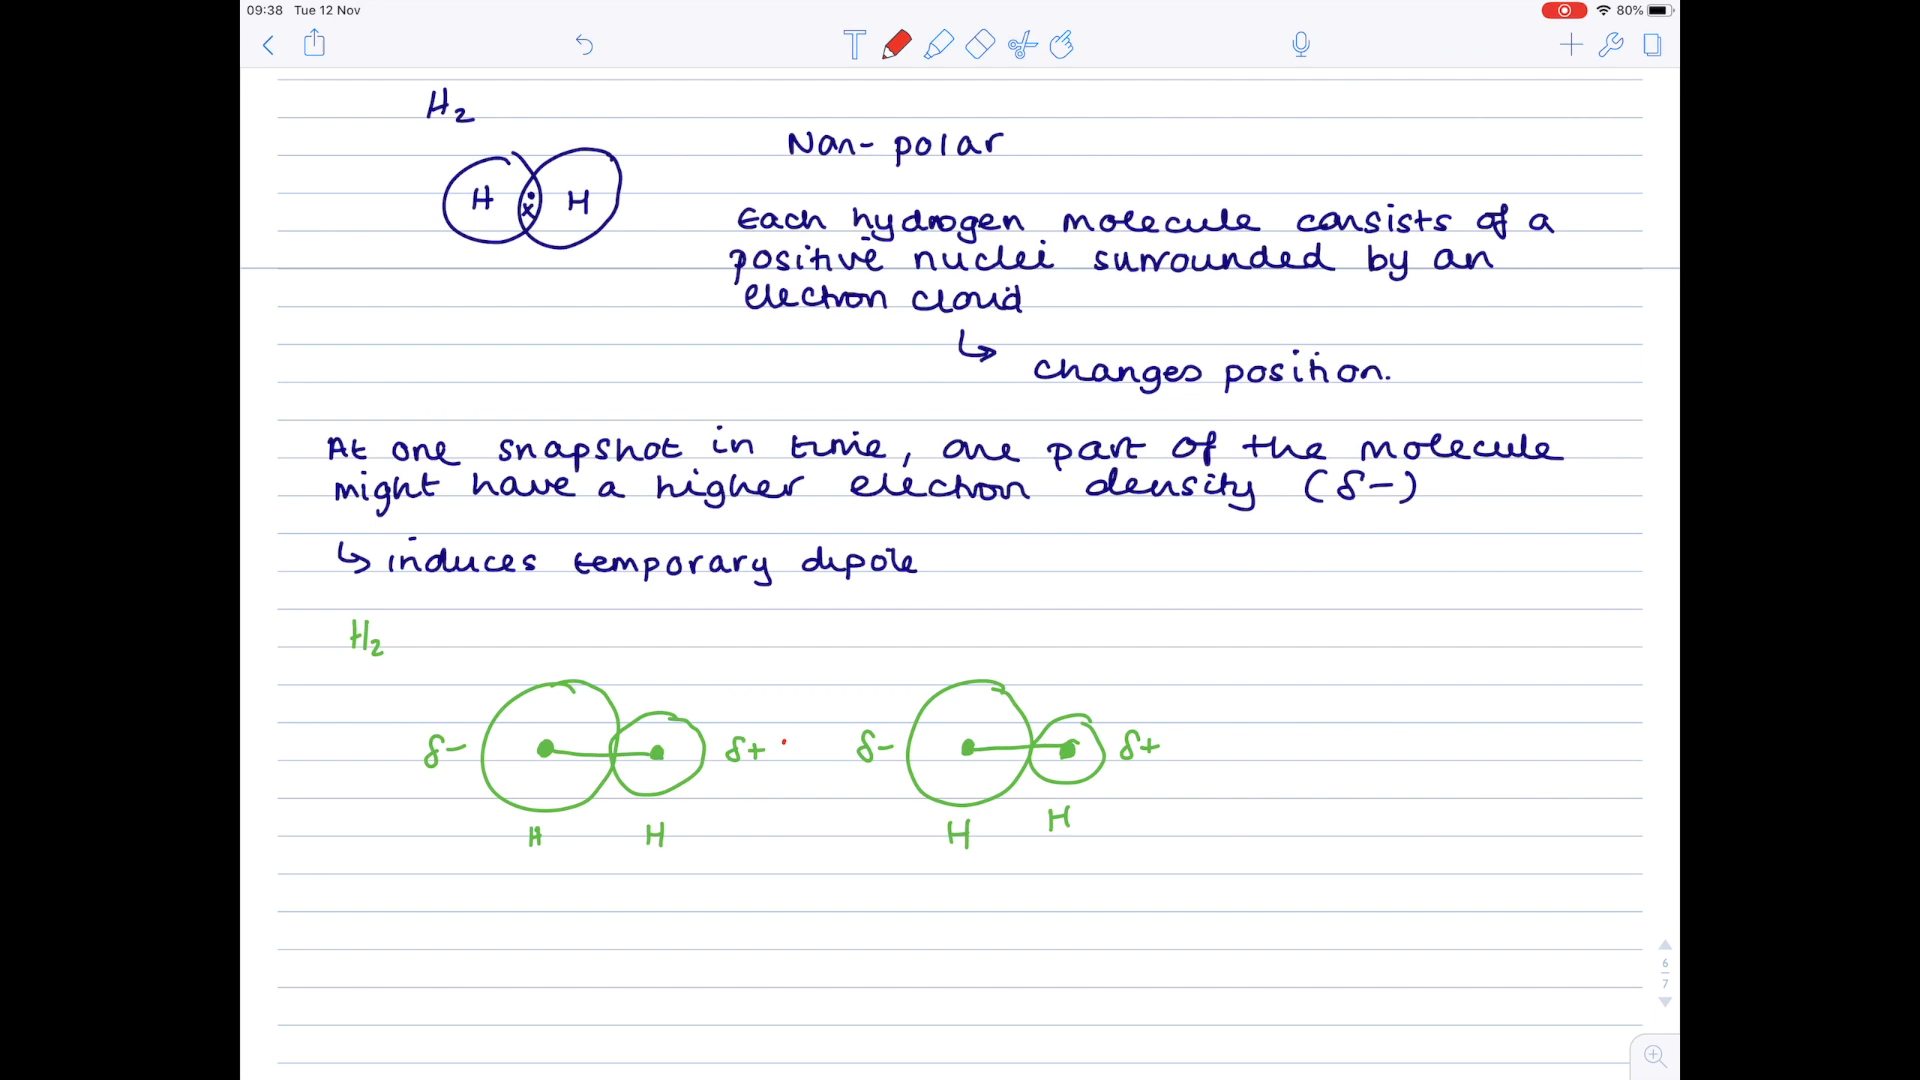 09:38 Tue 12 Nov
80%
T
H₂
Non-polar
H H
Each hydrogen molecule consists of a
positive nuclei surrounded by an
electron cloud
↳ changes position.
At one snapshot in time, one part of the molecule
might have a higher electron density (δ-)
↳ induces temporary dipole
H₂
δ- δ+ δ- δ+
H H H H
6
7